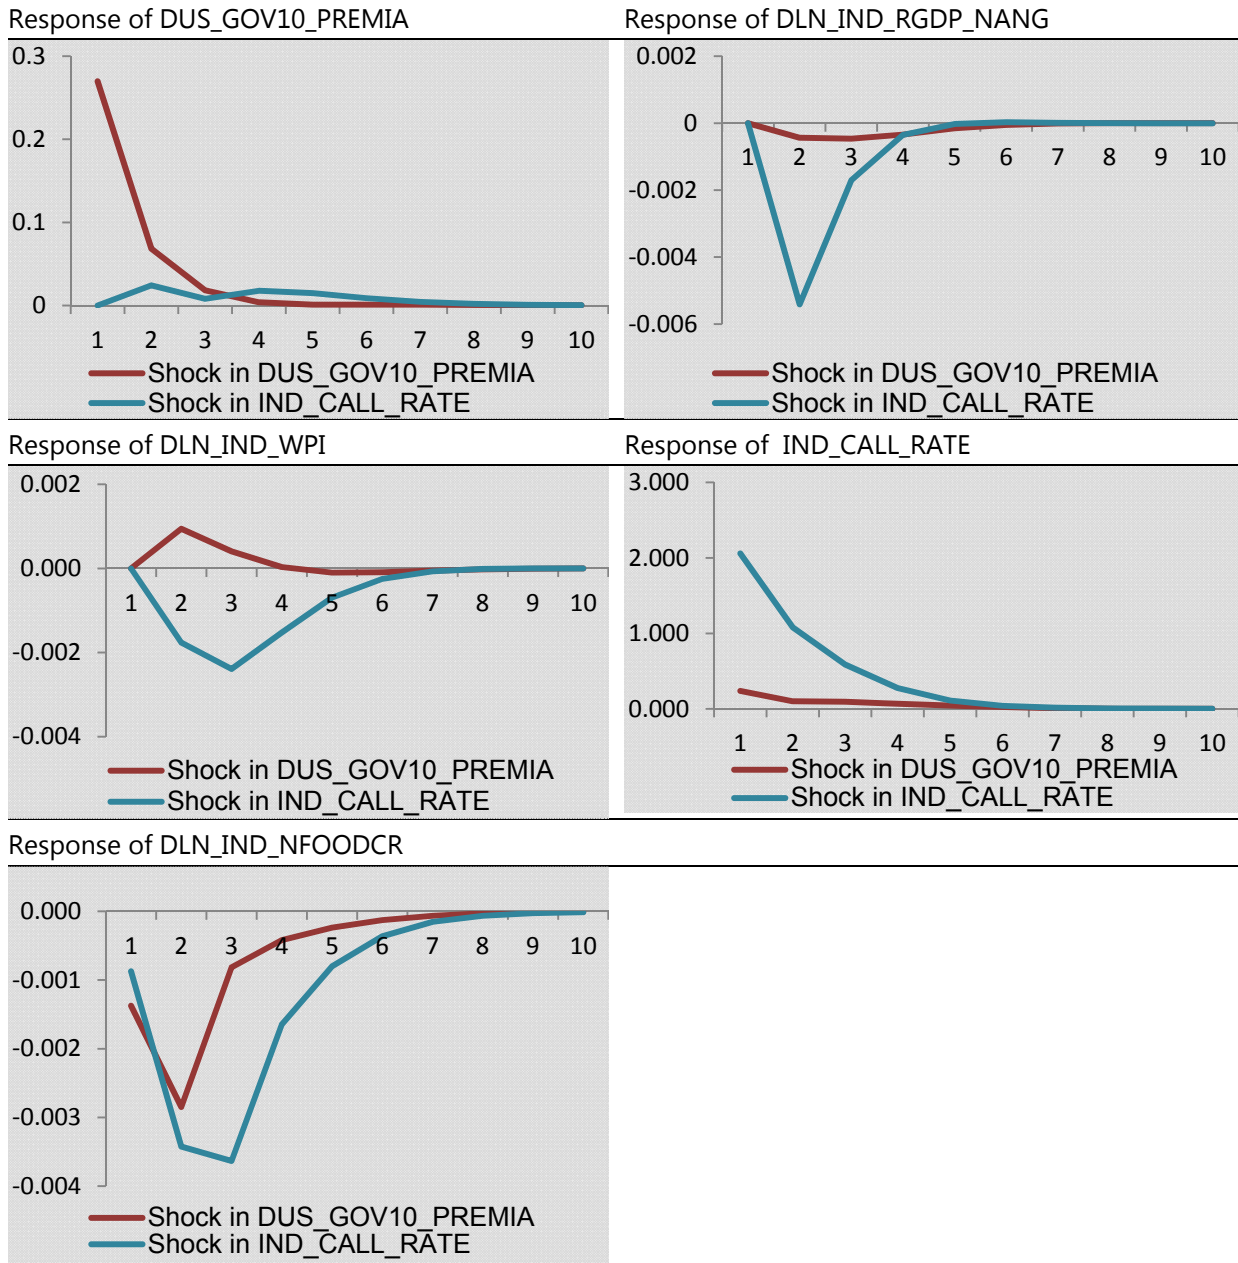 Response of DUS_GOV10_PREMIA
0.3
0.2
0.1
0
1 2 3 4 5 6 7 8 9 10
Shock in DUS_GOV10_PREMIA
Shock in IND_CALL_RATE
Response of DLN_IND_RGDP_NANG
0.002
0
-0.002
-0.004
-0.006
1 2 3 4 5 6 7 8 9 10
Shock in DUS_GOV10_PREMIA
Shock in IND_CALL_RATE
Response of DLN_IND_WPI
0.002
0.000
-0.002
-0.004
1 2 3 4 5 6 7 8 9 10
Shock in DUS_GOV10_PREMIA
Shock in IND_CALL_RATE
Response of IND_CALL_RATE
3.000
2.000
1.000
0.000
1 2 3 4 5 6 7 8 9 10
Shock in DUS_GOV10_PREMIA
Shock in IND_CALL_RATE
Response of DLN_IND_NFOODCR
0.000
-0.001
-0.002
-0.003
-0.004
1 2 3 4 5 6 7 8 9 10
Shock in DUS_GOV10_PREMIA
Shock in IND_CALL_RATE